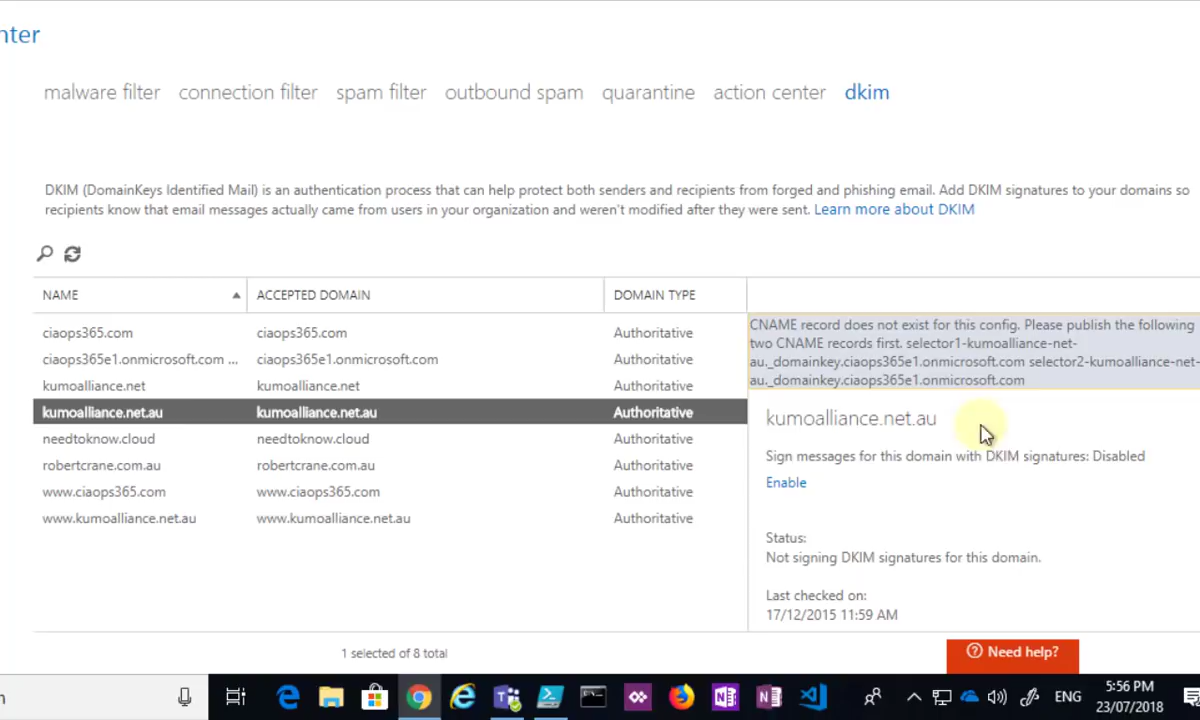 nter
malware filter connection filter spam filter outbound spam quarantine action center dkim
DKIM (DomainKeys Identified Mail) is an authentication process that can help protect both senders and recipients from forged and phishing email. Add DKIM signatures to your domains so
recipients know that email messages actually came from users in your organization and weren't modified after they were sent. Learn more about DKIM
NAME ACCEPTED DOMAIN DOMAIN TYPE
ciaops365.com ciaops365.com Authoritative
ciaops365e1.onmicrosoft.com ... ciaops365e1.onmicrosoft.com Authoritative
kumoalliance.net kumoalliance.net Authoritative
kumoalliance.net.au kumoalliance.net.au Authoritative
needtoknow.cloud needtoknow.cloud Authoritative
robertcrane.com.au robertcrane.com.au Authoritative
www.ciaops365.com www.ciaops365.com Authoritative
www.kumoalliance.net.au www.kumoalliance.net.au Authoritative
CNAME record does not exist for this config. Please publish the following
two CNAME records first. selector1-kumoalliance-net-
au._domainkey.ciaops365e1.onmicrosoft.com selector2-kumoalliance-net-
au._domainkey.ciaops365e1.onmicrosoft.com
kumoalliance.net.au
Sign messages for this domain with DKIM signatures: Disabled
Enable
Status:
Not signing DKIM signatures for this domain.
Last checked on:
17/12/2015 11:59 AM
1 selected of 8 total
Need help?
ENG
5:56 PM
23/07/2018